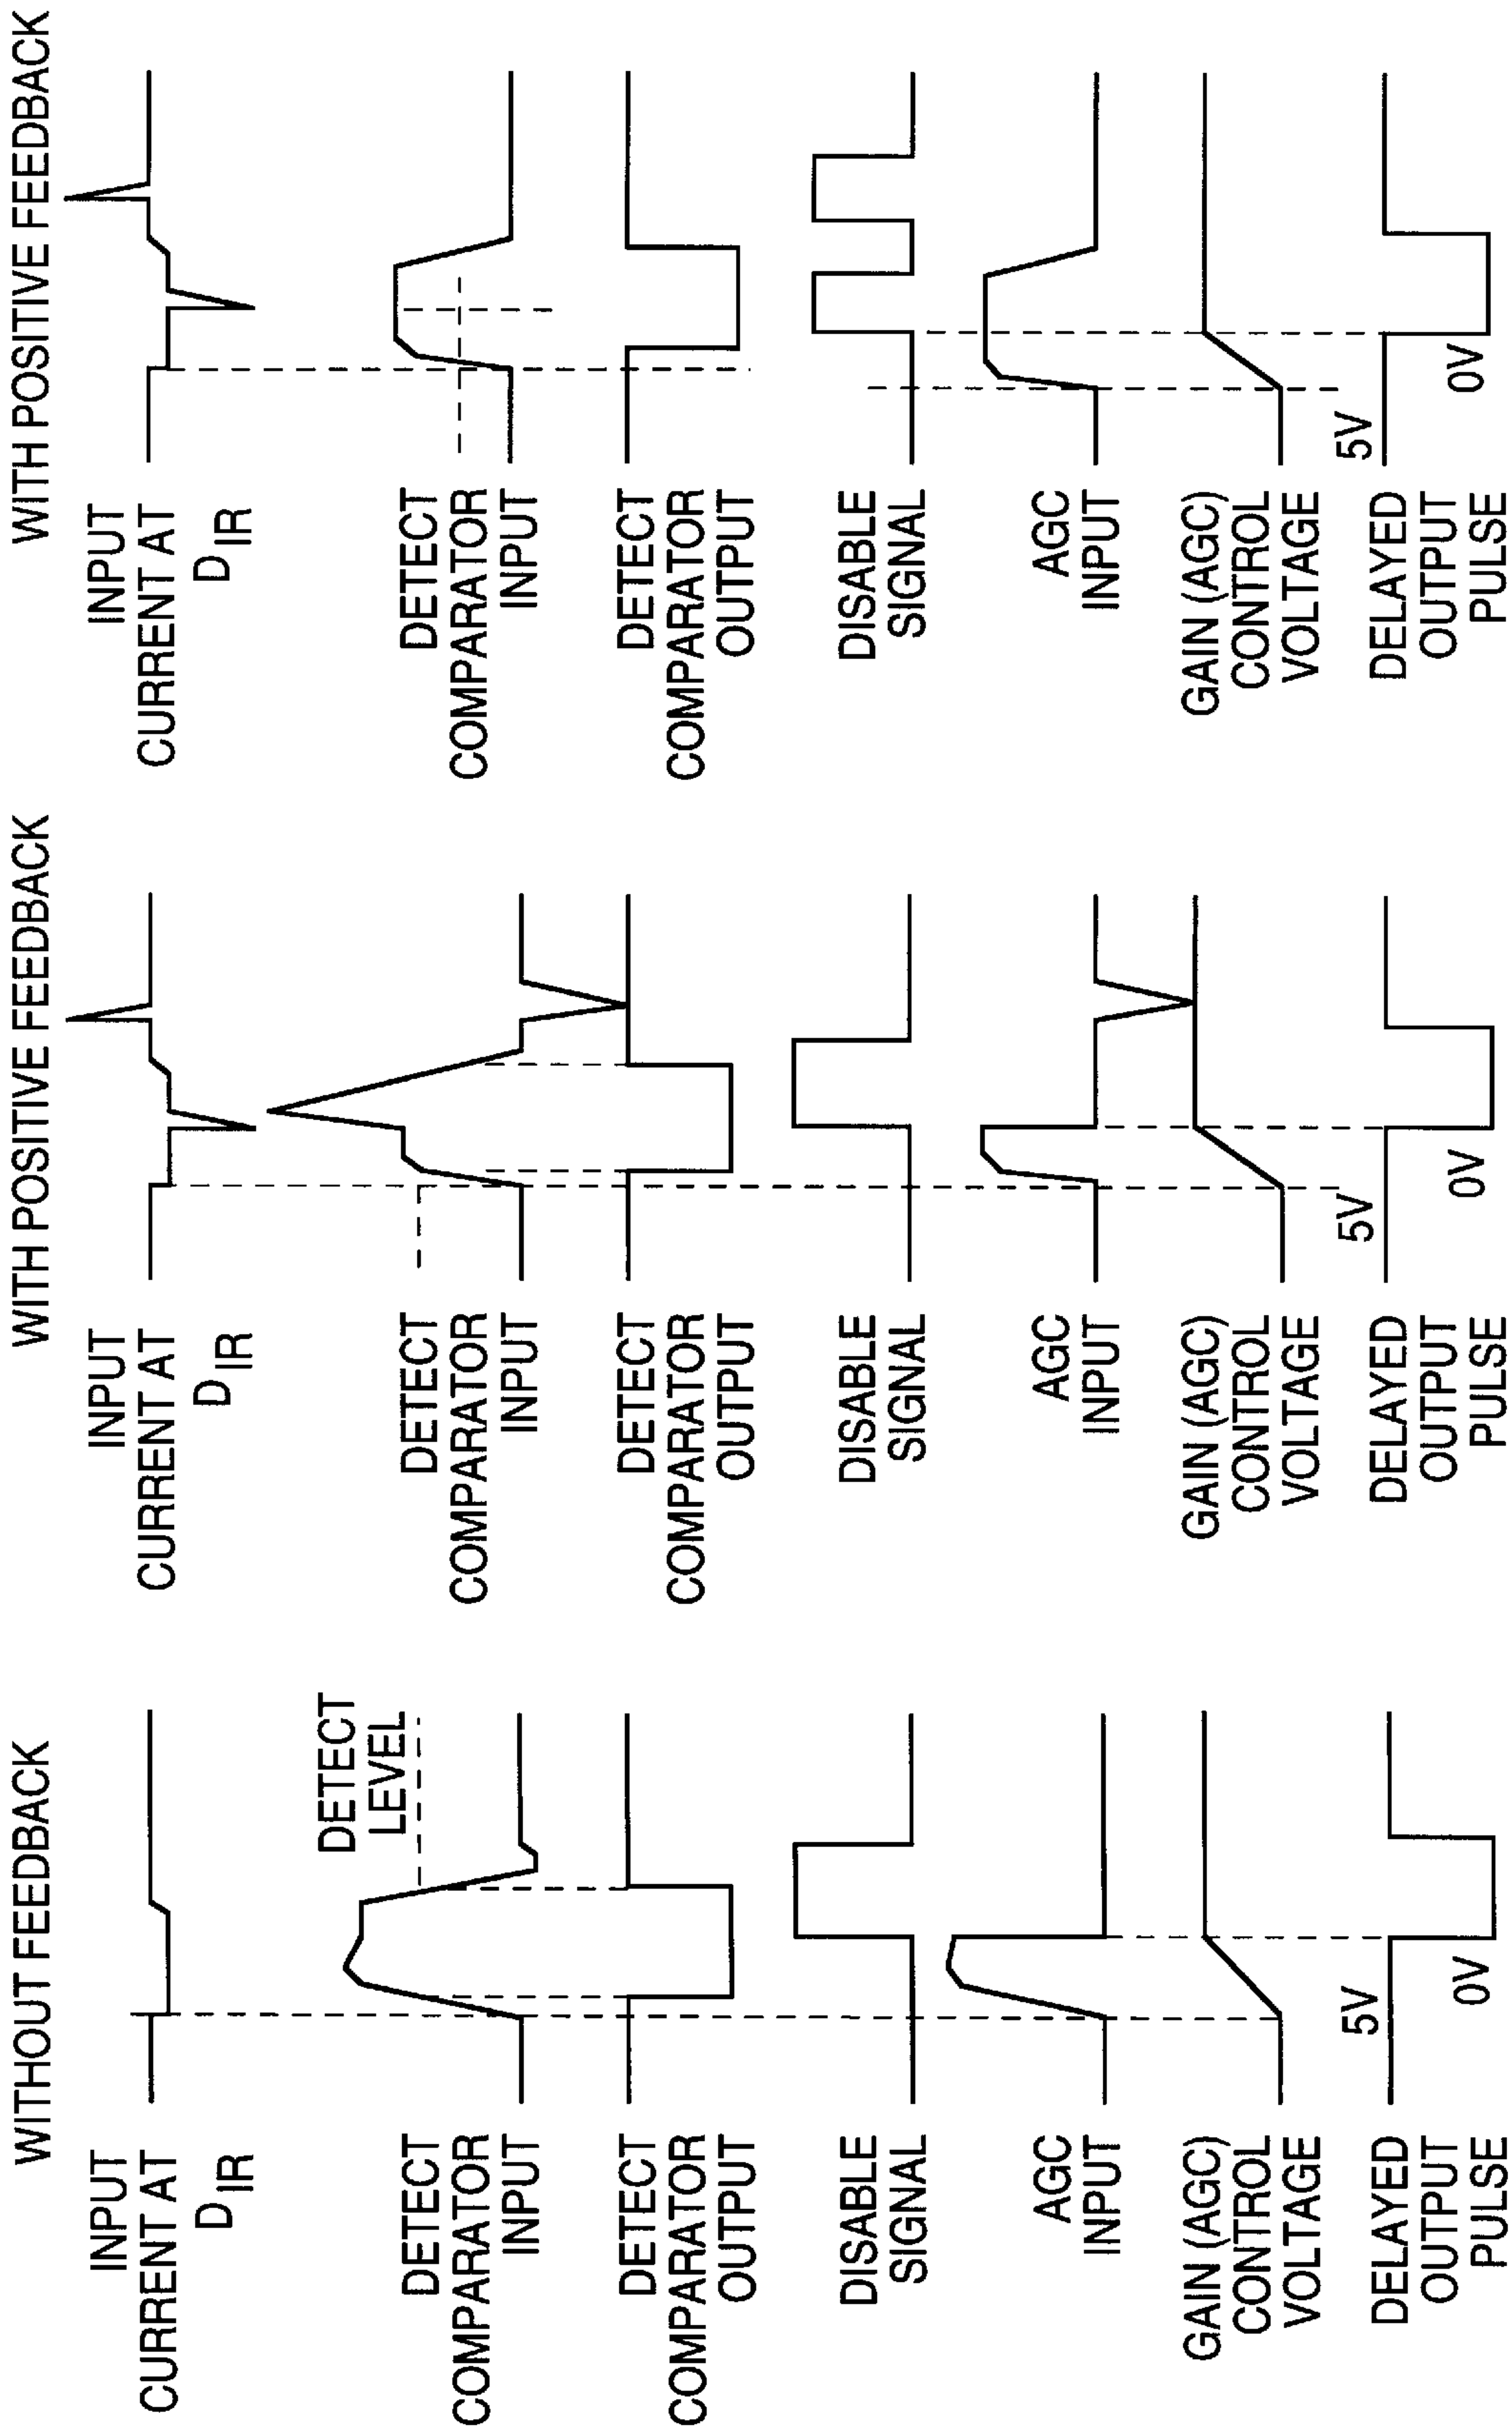 WITHOUT FEEDBACK
INPUT
CURRENT AT
D_IR
DETECT
LEVEL
DETECT
COMPARATOR
INPUT
DETECT
COMPARATOR
OUTPUT
DISABLE
SIGNAL
AGC
INPUT
GAIN (AGC)
CONTROL
VOLTAGE
5V
DELAYED
OUTPUT
PULSE
0V
WITH POSITIVE FEEDBACK
INPUT
CURRENT AT
D_IR
DETECT
COMPARATOR
INPUT
DETECT
COMPARATOR
OUTPUT
DISABLE
SIGNAL
AGC
INPUT
GAIN (AGC)
CONTROL
VOLTAGE
5V
DELAYED
OUTPUT
PULSE
0V
WITH POSITIVE FEEDBACK
INPUT
CURRENT AT
D_IR
DETECT
COMPARATOR
INPUT
DETECT
COMPARATOR
OUTPUT
DISABLE
SIGNAL
AGC
INPUT
GAIN (AGC)
CONTROL
VOLTAGE
5V
DELAYED
OUTPUT
PULSE
0V